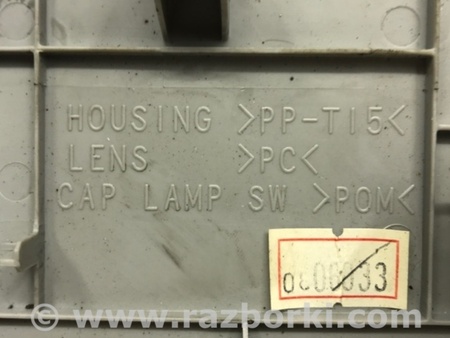 HOUSING >PP-T15<
LENS >PC<
CAP LAMP SW >POM<
www.razborki.com